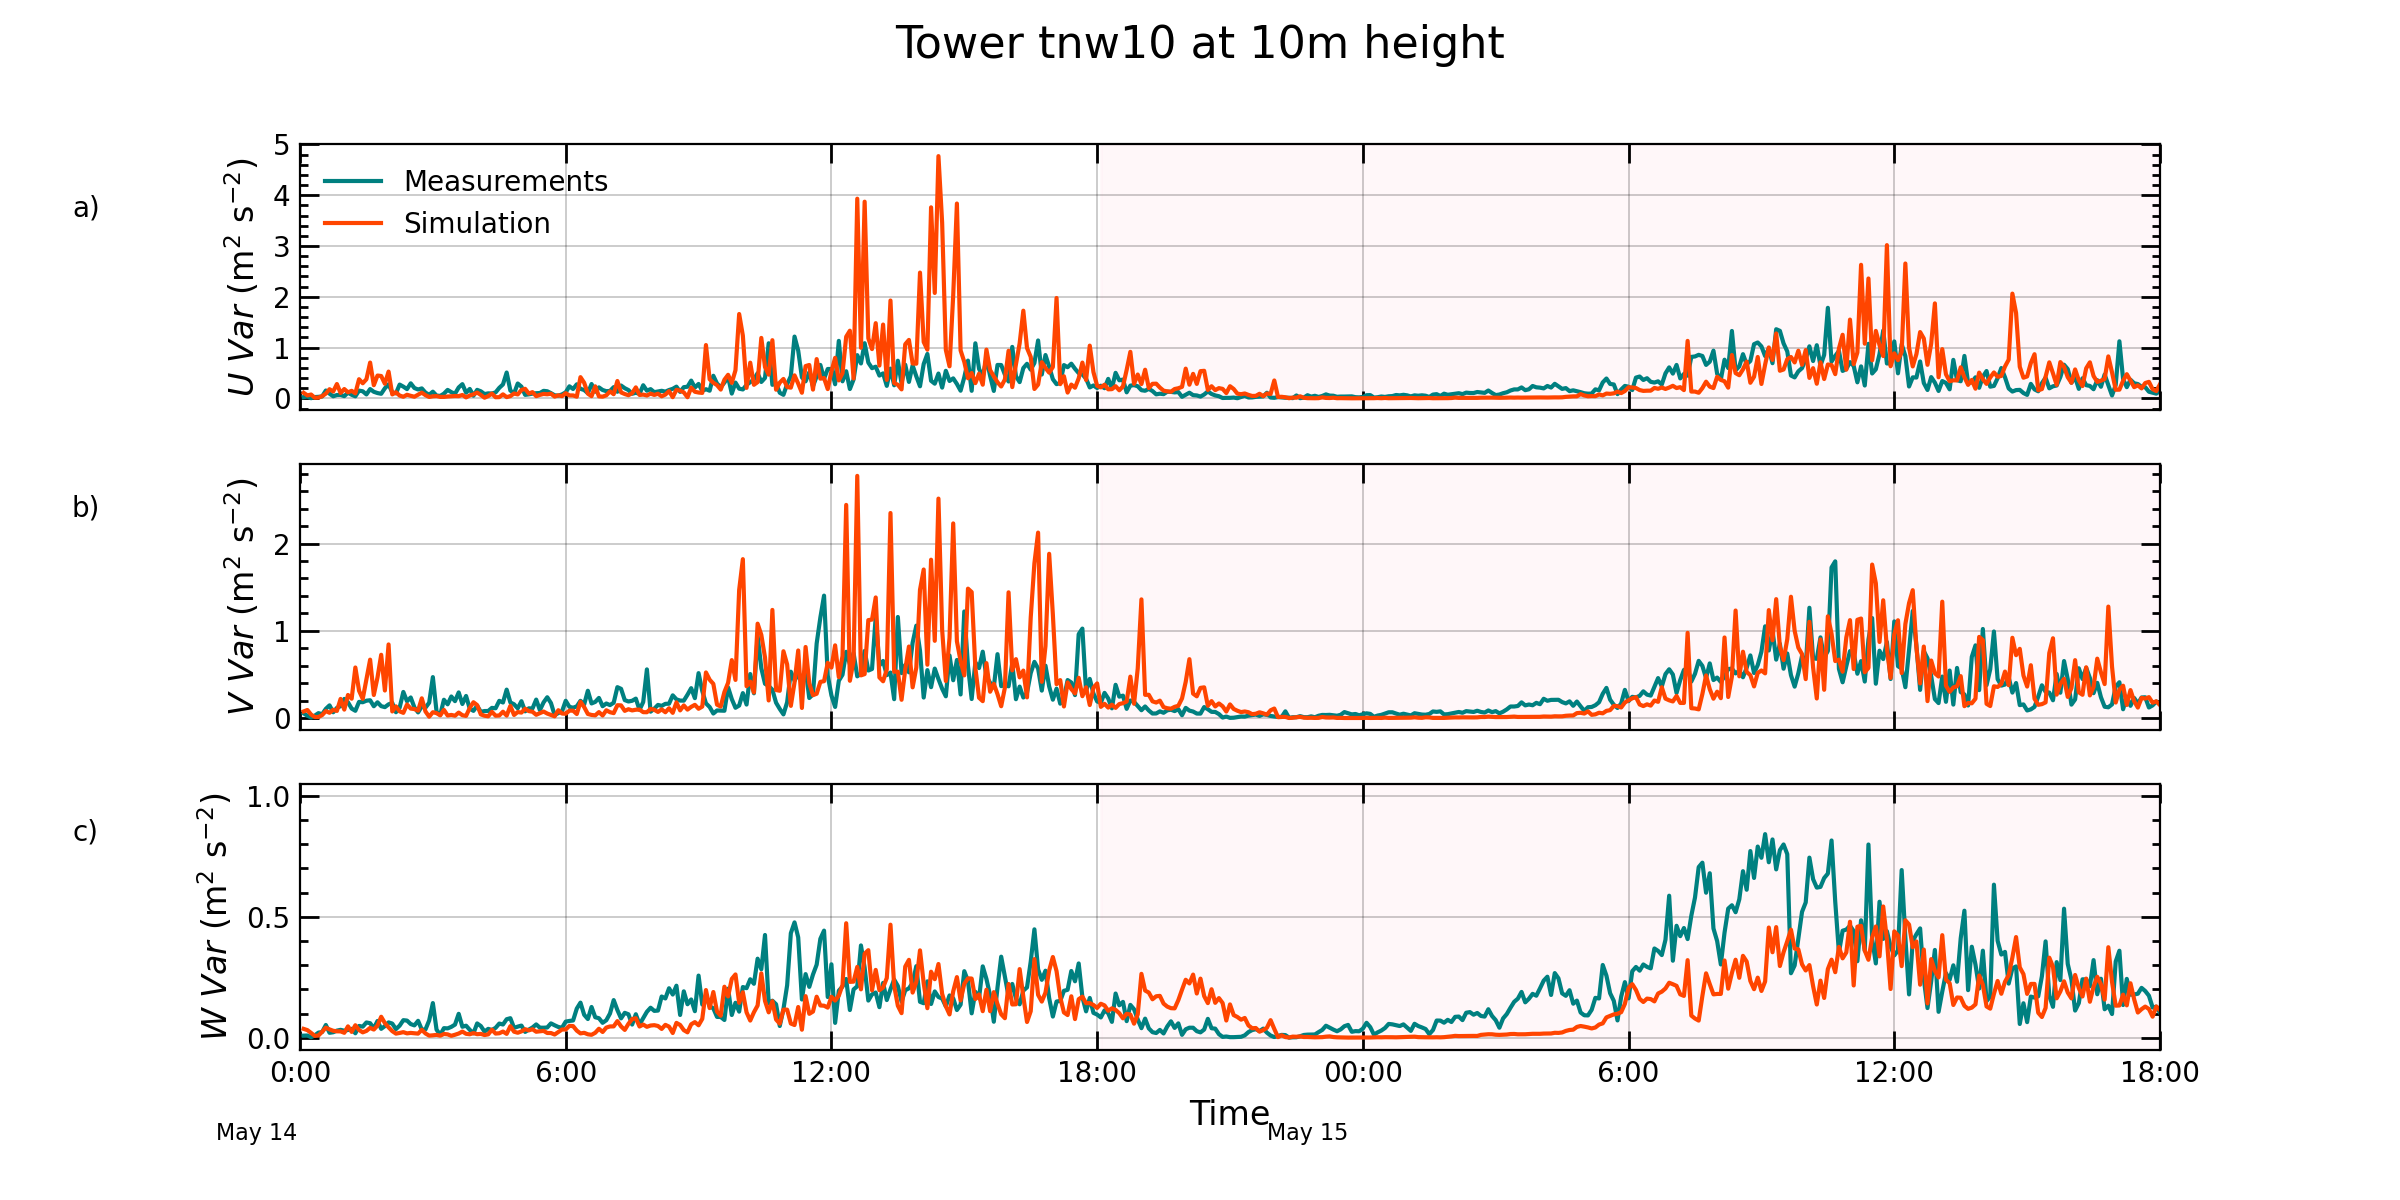 Tower tnw10 at 10m height
a)
U Var (m² s⁻²)
5
4
3
2
1
0
Measurements
Simulation
b)
V Var (m² s⁻²)
2
1
0
c)
W Var (m² s⁻²)
1.0
0.5
0.0
0:00 6:00 12:00 18:00 00:00 6:00 12:00 18:00
Time
May 14 May 15